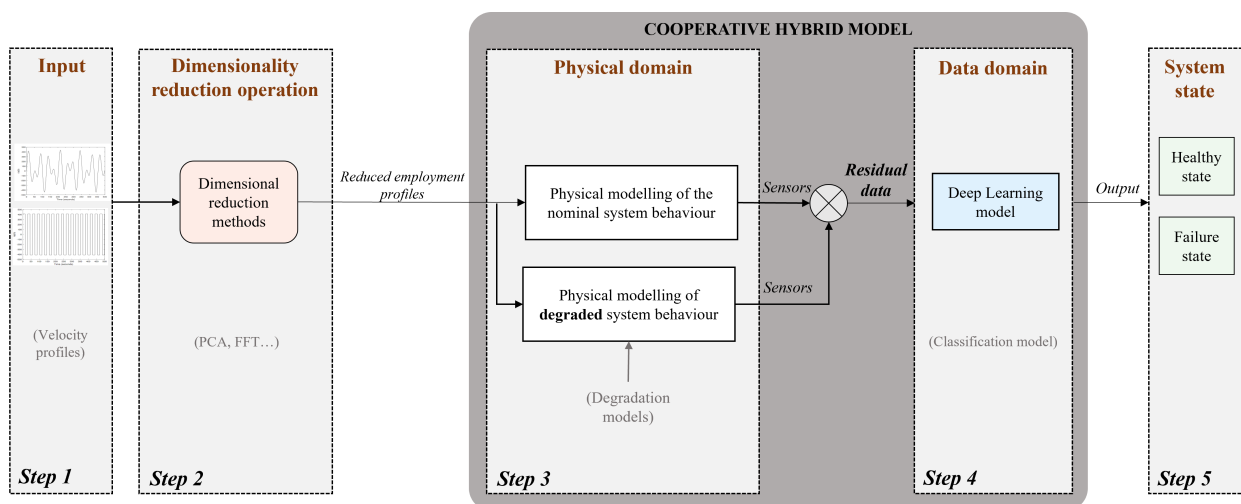 COOPERATIVE HYBRID MODEL
Input
Dimensionality
reduction operation
Physical domain
Data domain
System
state
Dimensional
reduction
methods
Reduced employment
profiles
Physical modelling of the
nominal system behaviour
Sensors
Residual
data
Deep Learning
model
Output
Healthy
state
Failure
state
Physical modelling of
degraded system behaviour
Sensors
(Velocity
profiles)
(PCA, FFT…)
(Degradation
models)
(Classification model)
Step 1
Step 2
Step 3
Step 4
Step 5